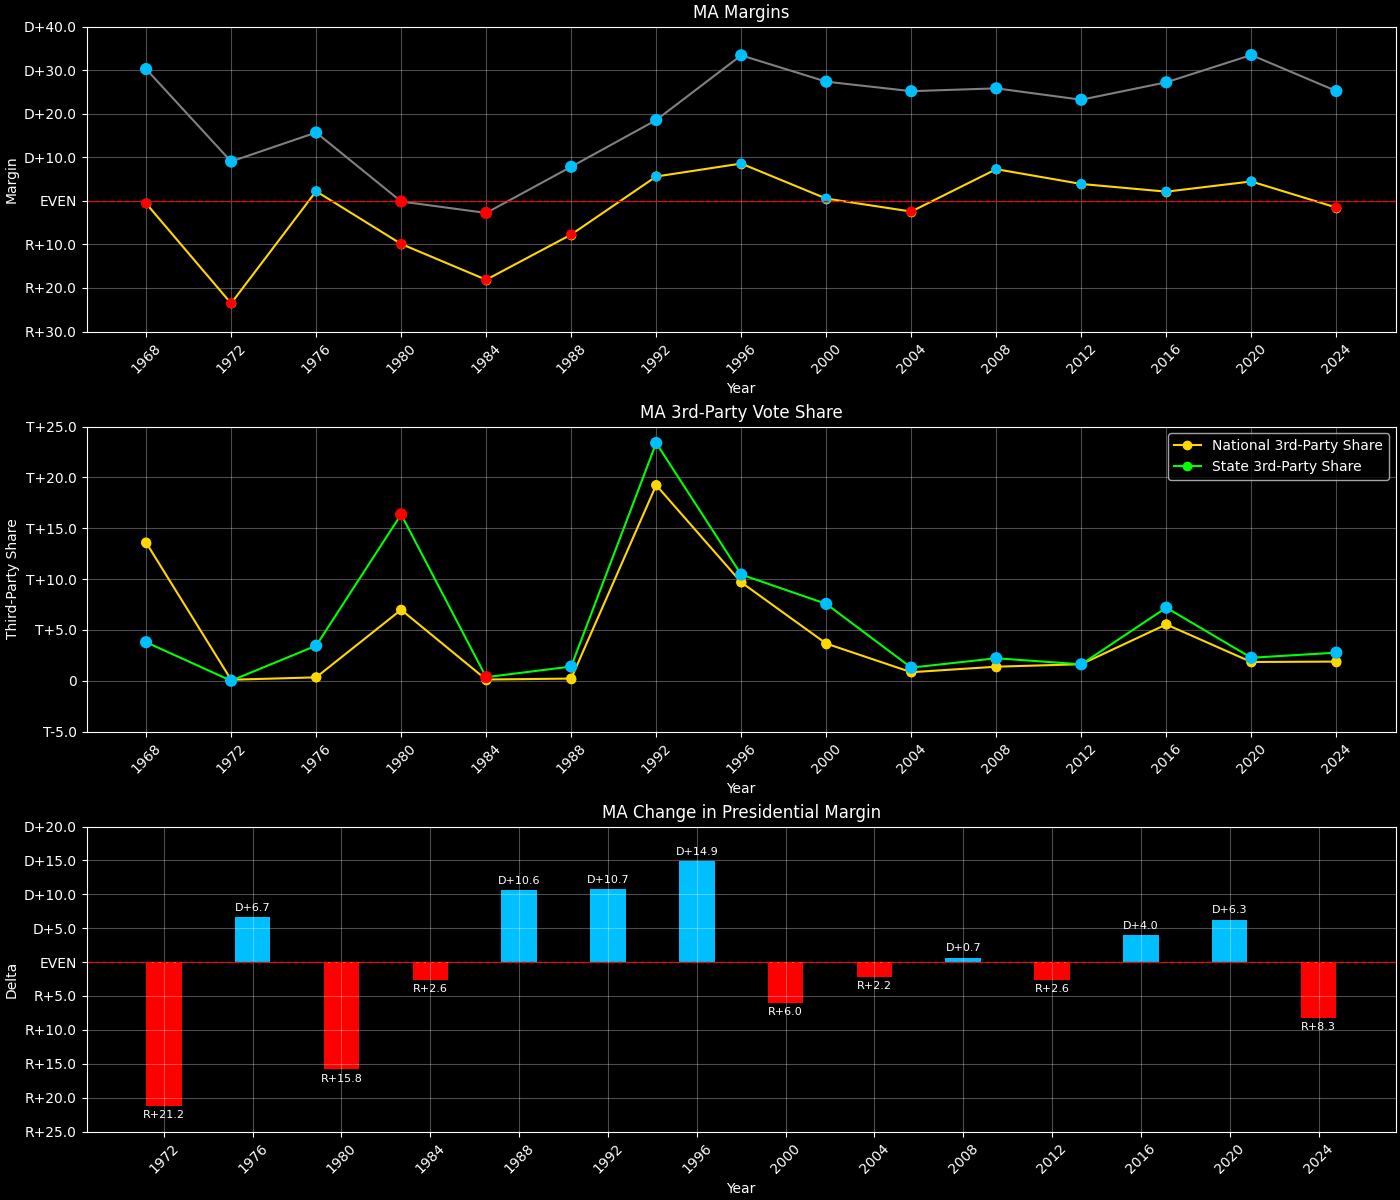 MA Margins
D+40.0
D+30.0
D+20.0
D+10.0
EVEN
R+10.0
R+20.0
R+30.0
Margin
1968 1972 1976 1980 1984 1988 1992 1996 2000 2004 2008 2012 2016 2020 2024
Year
MA 3rd-Party Vote Share
T+25.0
T+20.0
T+15.0
T+10.0
T+5.0
0
T-5.0
Third-Party Share
National 3rd-Party Share
State 3rd-Party Share
1968 1972 1976 1980 1984 1988 1992 1996 2000 2004 2008 2012 2016 2020 2024
Year
MA Change in Presidential Margin
D+20.0
D+15.0
D+10.0
D+5.0
EVEN
R+5.0
R+10.0
R+15.0
R+20.0
R+25.0
Delta
R+21.2
D+6.7
R+15.8
R+2.6
D+10.6
D+10.7
D+14.9
R+6.0
R+2.2
D+0.7
R+2.6
D+4.0
D+6.3
R+8.3
1972 1976 1980 1984 1988 1992 1996 2000 2004 2008 2012 2016 2020 2024
Year